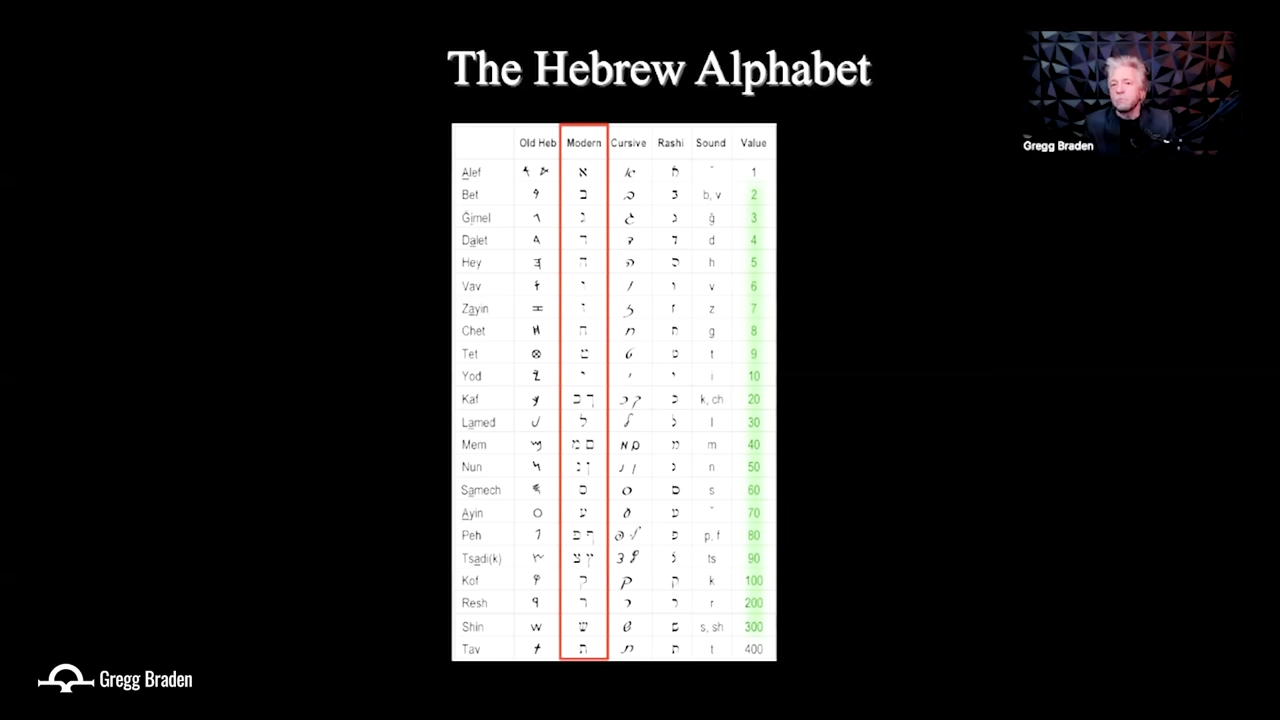 The Hebrew Alphabet
Gregg Braden
Old Heb Modern Cursive Rashi Sound Value
Alef א 1
Bet ב b, v 2
Gimel ג ğ 3
Dalet ד d 4
Hey ה h 5
Vav ו v 6
Zayin ז z 7
Chet ח g 8
Tet ט t 9
Yod י i 10
Kaf כ ך k, ch 20
Lamed ל l 30
Mem מ ם m 40
Nun נ ן n 50
Samech ס s 60
Ayin ע 70
Peh פ ף p, f 80
Tsadi(k) צ ץ ts 90
Kof ק k 100
Resh ר r 200
Shin ש s, sh 300
Tav ת t 400
Gregg Braden